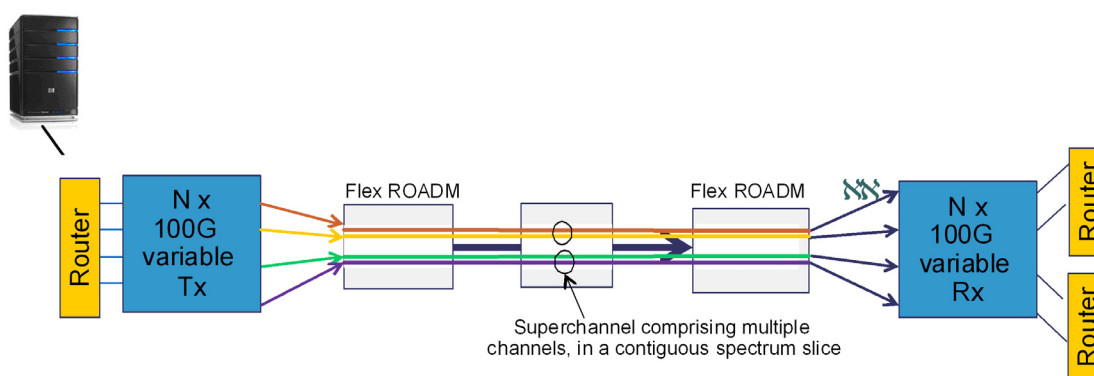 Flex ROADM
Flex ROADM
Router
N x
100G
variable
Tx
אא
N x
100G
variable
Rx
Router
Router
Superchannel comprising multiple
channels, in a contiguous spectrum slice